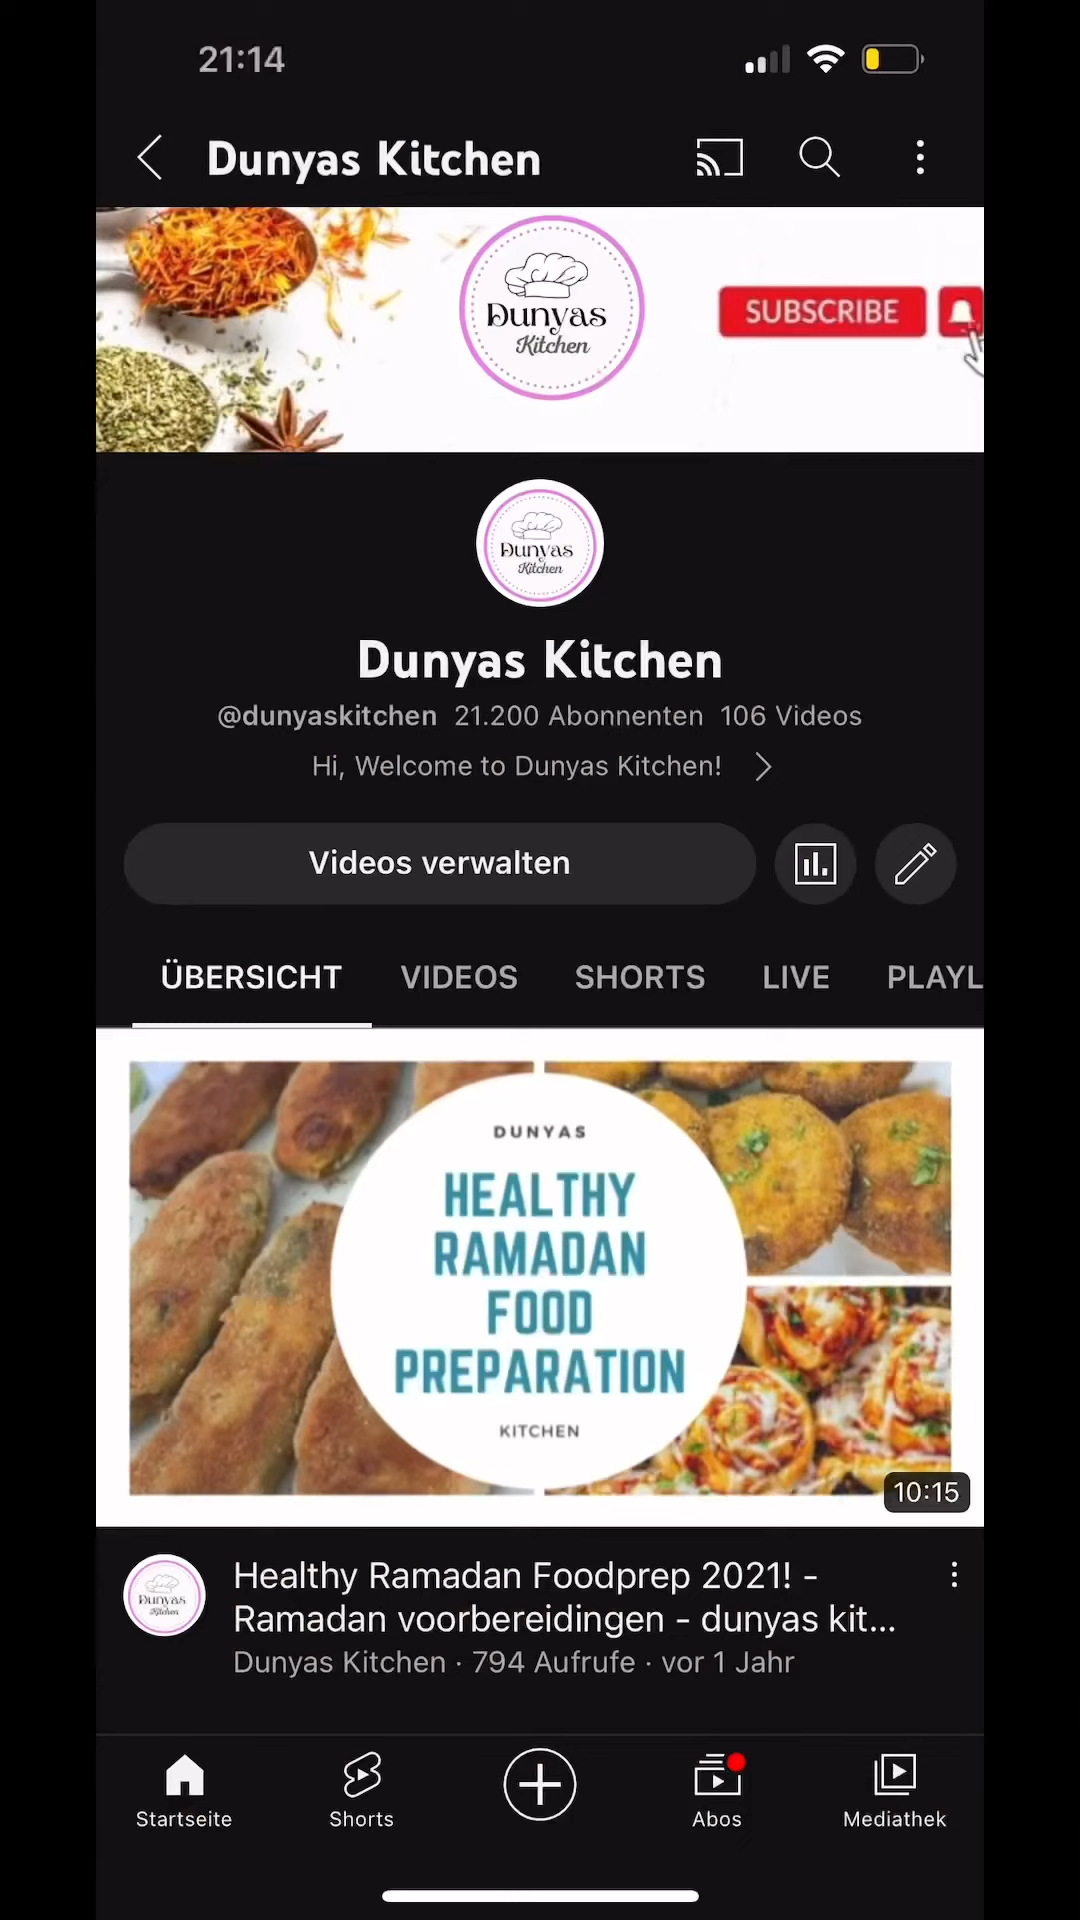 21:14
Dunyas Kitchen
Dunyas
Kitchen
SUBSCRIBE
Dunyas
Kitchen
Dunyas Kitchen
@dunyaskitchen 21.200 Abonnenten 106 Videos
Hi, Welcome to Dunyas Kitchen!
Videos verwalten
ÜBERSICHT VIDEOS SHORTS LIVE PLAYL
DUNYAS
HEALTHY
RAMADAN
FOOD
PREPARATION
KITCHEN
10:15
Dunyas
Kitchen
Healthy Ramadan Foodprep 2021! -
Ramadan voorbereidingen - dunyas kit...
Dunyas Kitchen · 794 Aufrufe · vor 1 Jahr
Startseite Shorts Abos Mediathek